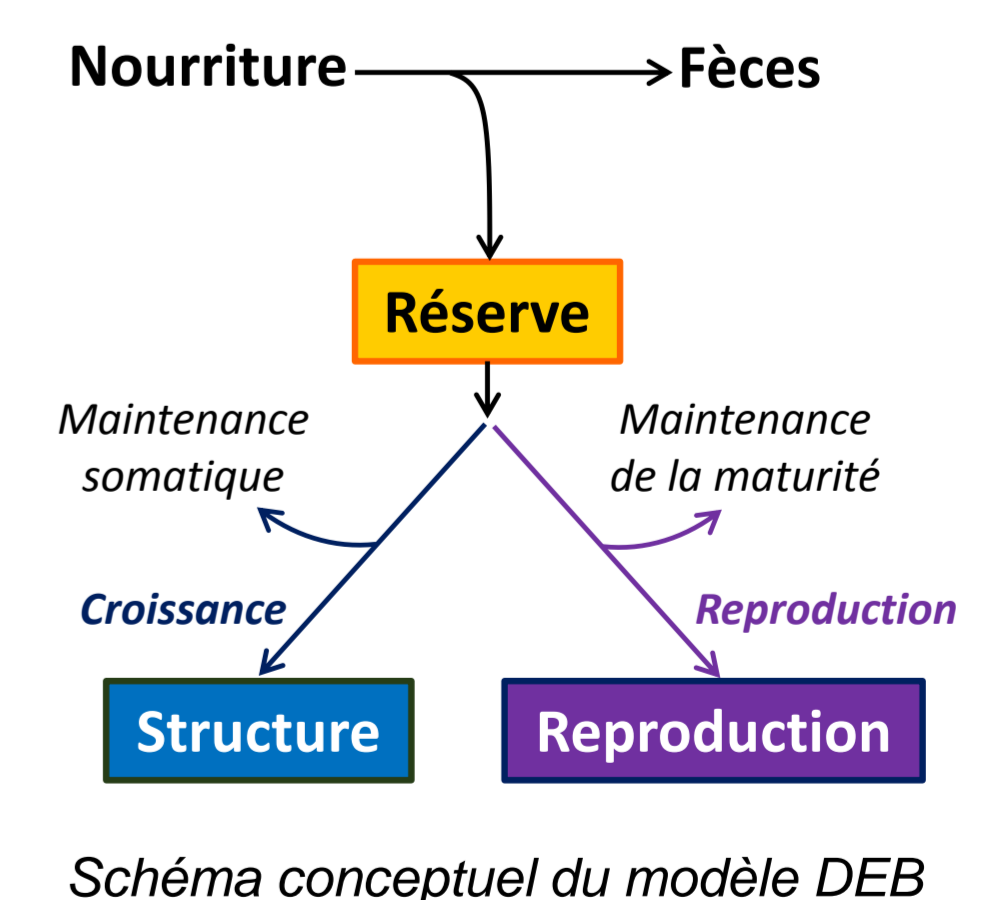 Nourriture
Fèces
Réserve
Maintenance
somatique
Maintenance
de la maturité
Croissance
Reproduction
Structure
Reproduction
Schéma conceptuel du modèle DEB